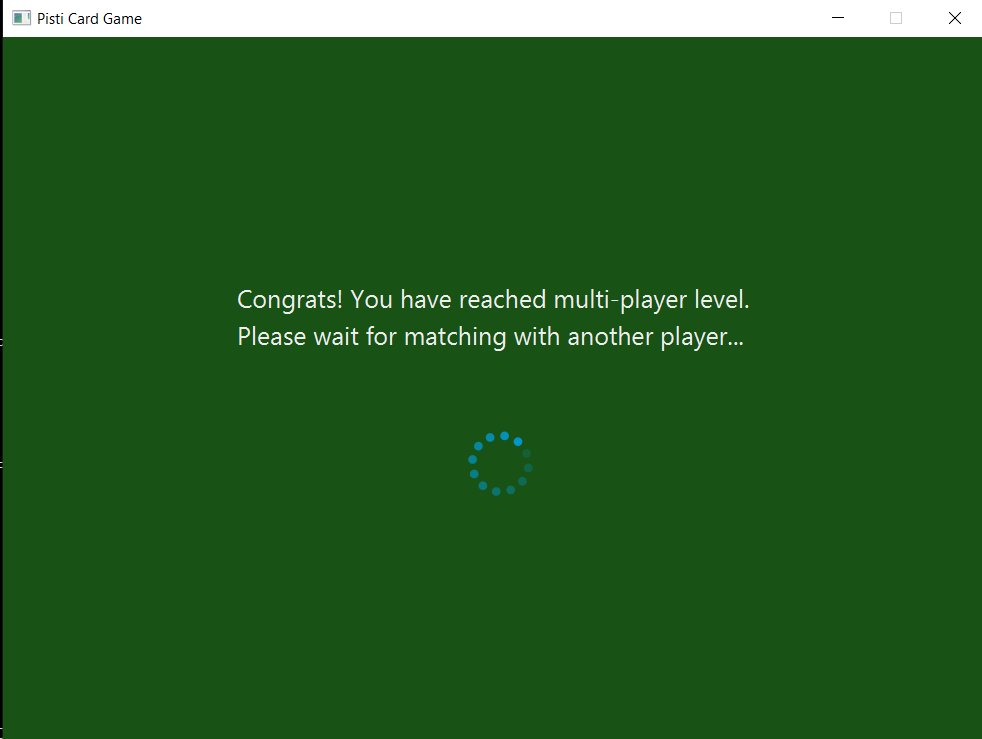 Pisti Card Game
Congrats! You have reached multi-player level.
Please wait for matching with another player...